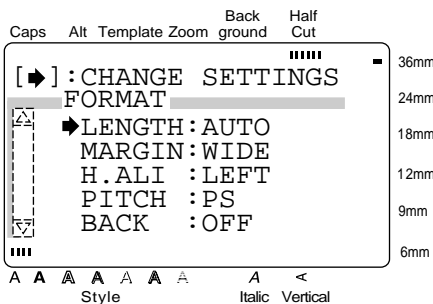 Caps Alt Template Zoom Back ground Half Cut
[➡]:CHANGE SETTINGS
FORMAT
➡LENGTH:AUTO
MARGIN:WIDE
H.ALI :LEFT
PITCH :PS
BACK :OFF
36mm
24mm
18mm
12mm
9mm
6mm
A A A A A A A A A
Style Italic Vertical